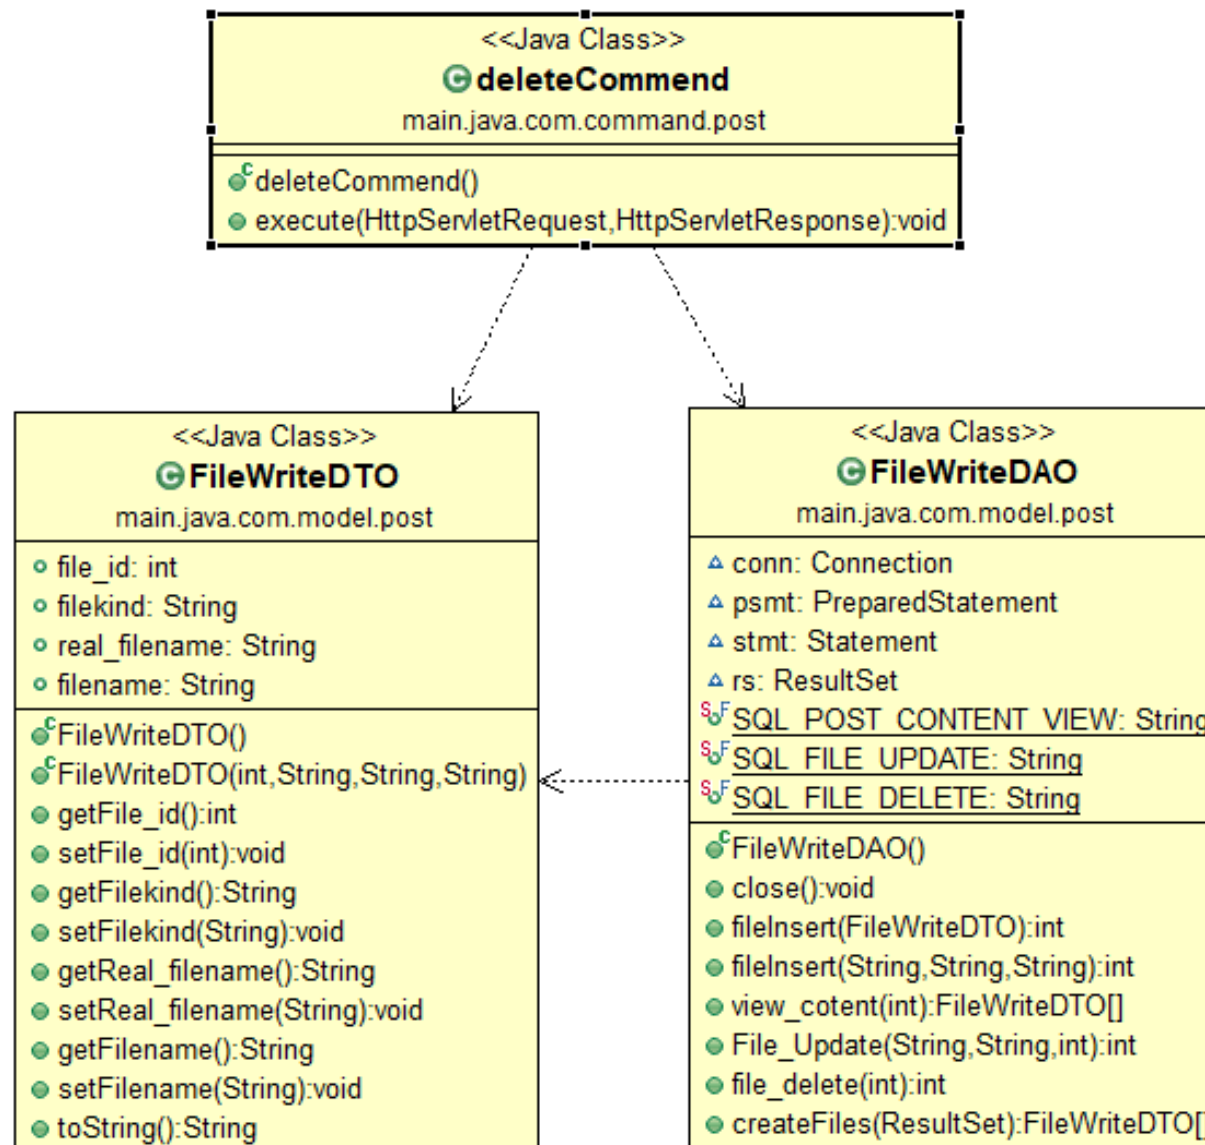 <<Java Class>>
deleteCommend
main.java.com.command.post
deleteCommend()
execute(HttpServletRequest,HttpServletResponse):void
<<Java Class>>
FileWriteDTO
main.java.com.model.post
file_id: int
filekind: String
real_filename: String
filename: String
FileWriteDTO()
FileWriteDTO(int,String,String,String)
getFile_id():int
setFile_id(int):void
getFilekind():String
setFilekind(String):void
getReal_filename():String
setReal_filename(String):void
getFilename():String
setFilename(String):void
toString():String
<<Java Class>>
FileWriteDAO
main.java.com.model.post
conn: Connection
psmt: PreparedStatement
stmt: Statement
rs: ResultSet
SQL_POST_CONTENT_VIEW: String
SQL_FILE_UPDATE: String
SQL_FILE_DELETE: String
FileWriteDAO()
close():void
fileInsert(FileWriteDTO):int
fileInsert(String,String,String):int
view_cotent(int):FileWriteDTO[]
File_Update(String,String,int):int
file_delete(int):int
createFiles(ResultSet):FileWriteDTO[]